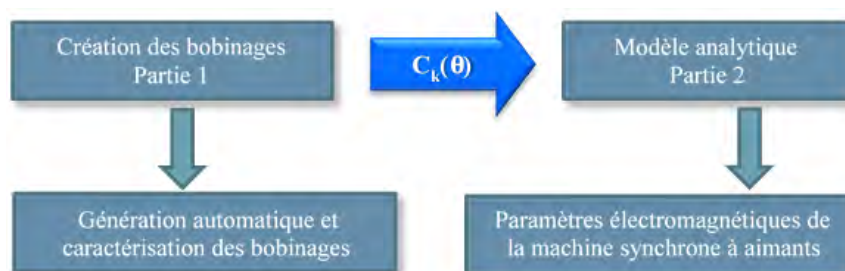 Création des bobinages
Partie 1
C_k(θ)
Modèle analytique
Partie 2
Génération automatique et
caractérisation des bobinages
Paramètres électromagnétiques de
la machine synchrone à aimants